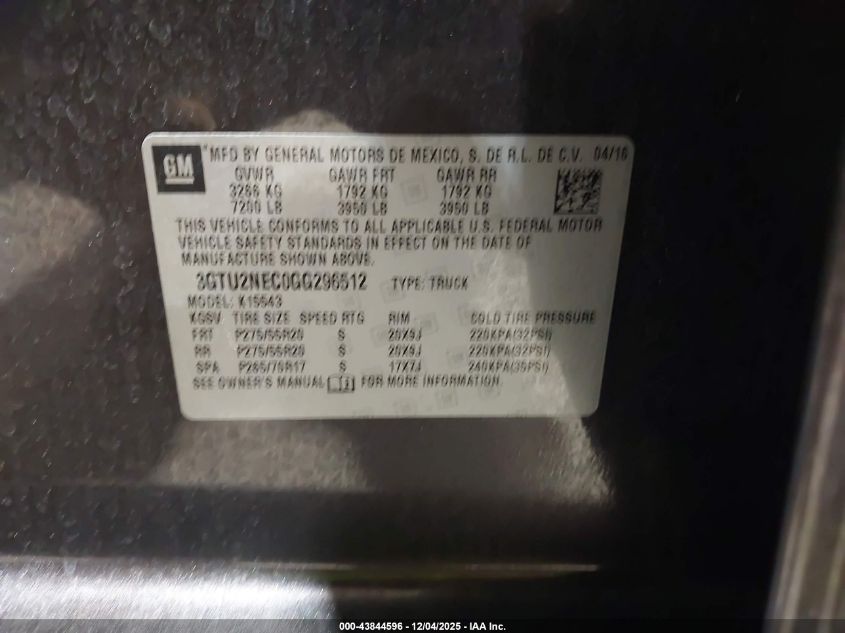 GM
*MFD BY GENERAL MOTORS DE MEXICO, S. DE R.L. DE C.V. 04/16
GVWR GAWR FRT GAWR RR
3266 KG 1792 KG 1792 KG
7200 LB 3950 LB 3950 LB
THIS VEHICLE CONFORMS TO ALL APPLICABLE U.S. FEDERAL MOTOR
VEHICLE SAFETY STANDARDS IN EFFECT ON THE DATE OF
MANUFACTURE SHOWN ABOVE.
3GTU2NEC0GG296512 TYPE: TRUCK
MODEL: K15543
KGSV TIRE SIZE SPEED RTG RIM COLD TIRE PRESSURE
FRT P275/55R20 S 20X9J 220KPA(32PSI)
RR P275/55R20 S 20X9J 220KPA(32PSI)
SPA P265/70R17 S 17X7J 240KPA(35PSI)
SEE OWNER'S MANUAL FOR MORE INFORMATION.
000-43844596 - 12/04/2025 - IAA Inc.